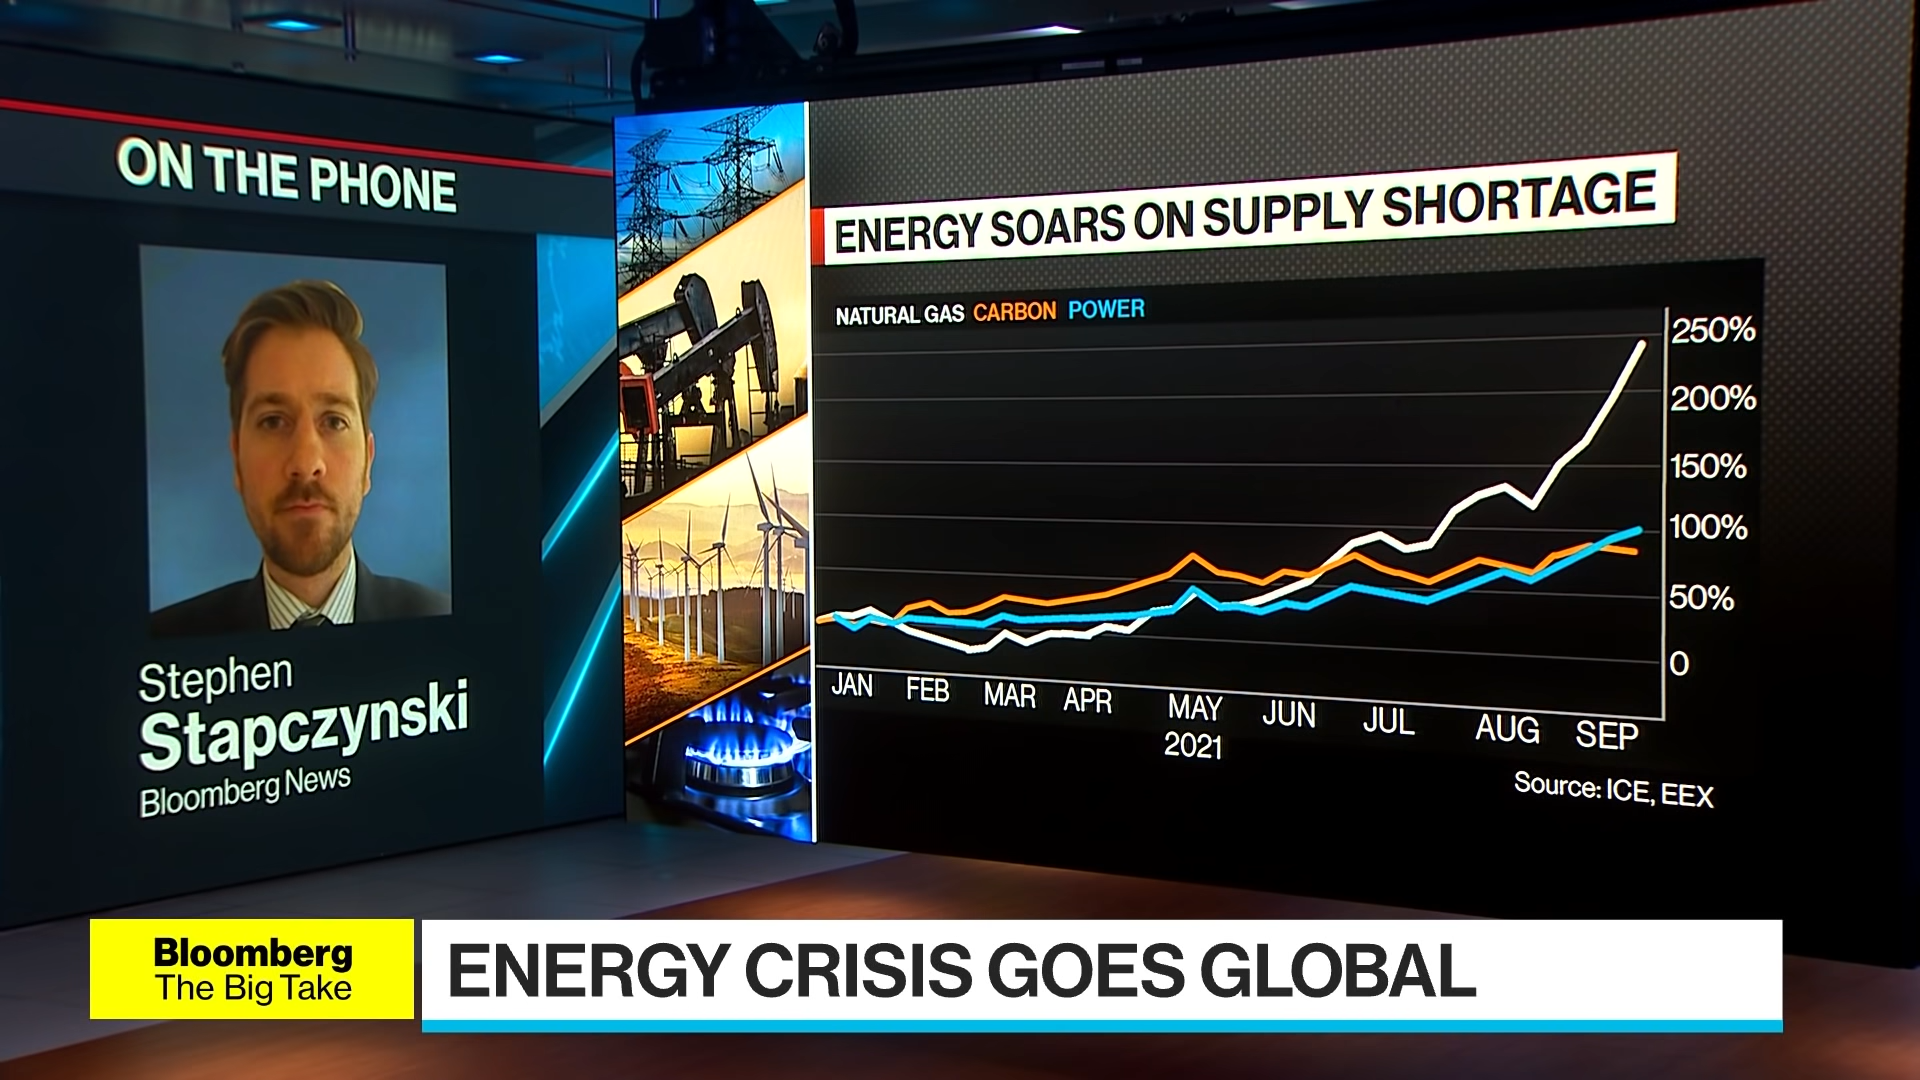 ON THE PHONE
Stephen
Stapczynski
Bloomberg News
ENERGY SOARS ON SUPPLY SHORTAGE
NATURAL GAS CARBON POWER
250%
200%
150%
100%
50%
0
JAN FEB MAR APR MAY JUN JUL AUG SEP
2021
Source: ICE, EEX
Bloomberg
The Big Take
ENERGY CRISIS GOES GLOBAL